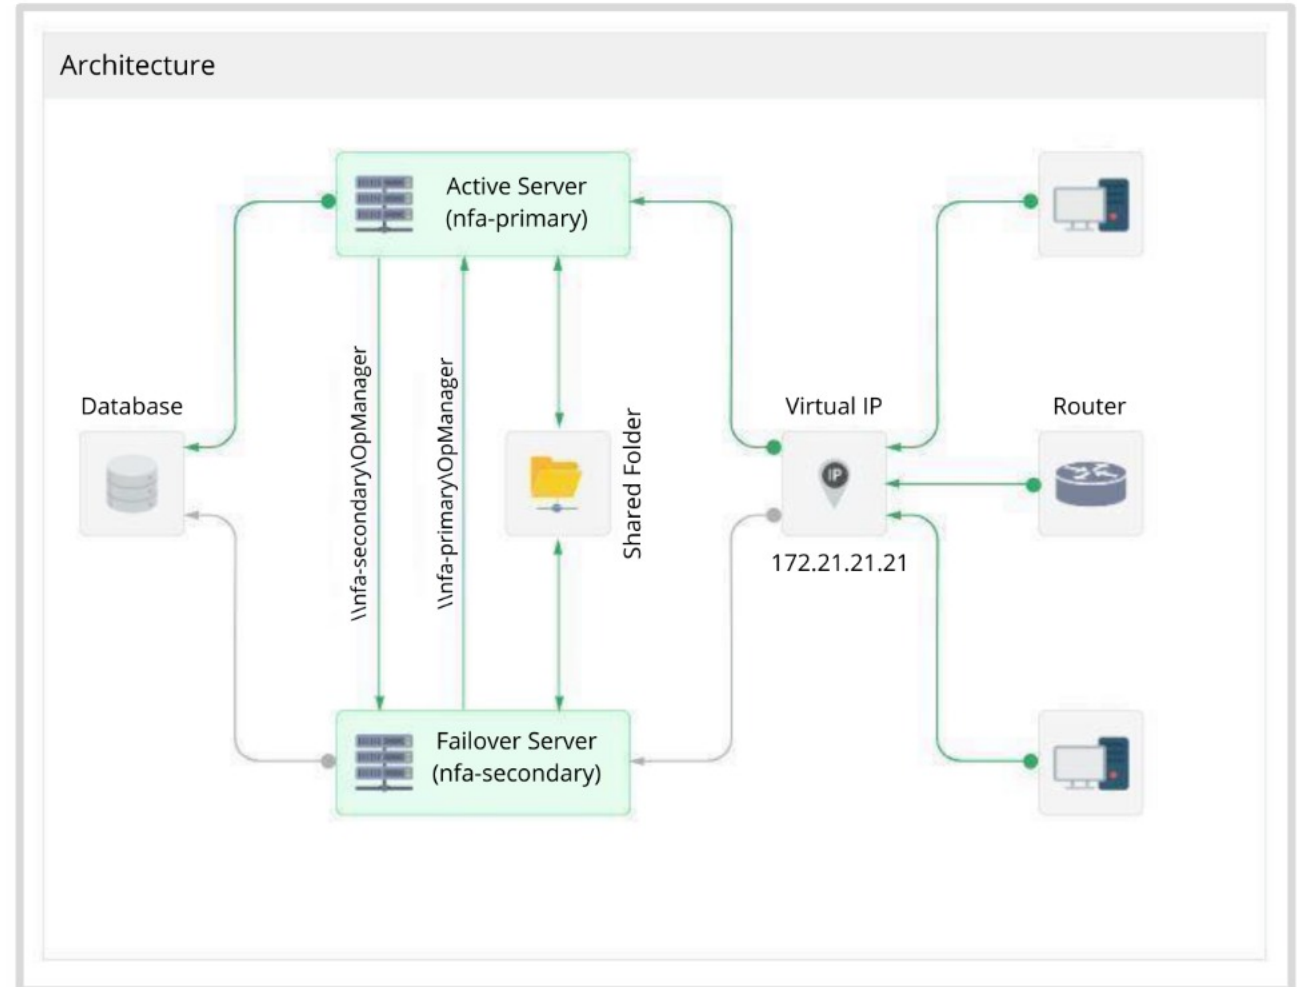 Architecture
Active Server
(nfa-primary)
Database
\\nfa-secondary\OpManager
\\nfa-primary\OpManager
Shared Folder
Virtual IP
IP
172.21.21.21
Router
Failover Server
(nfa-secondary)